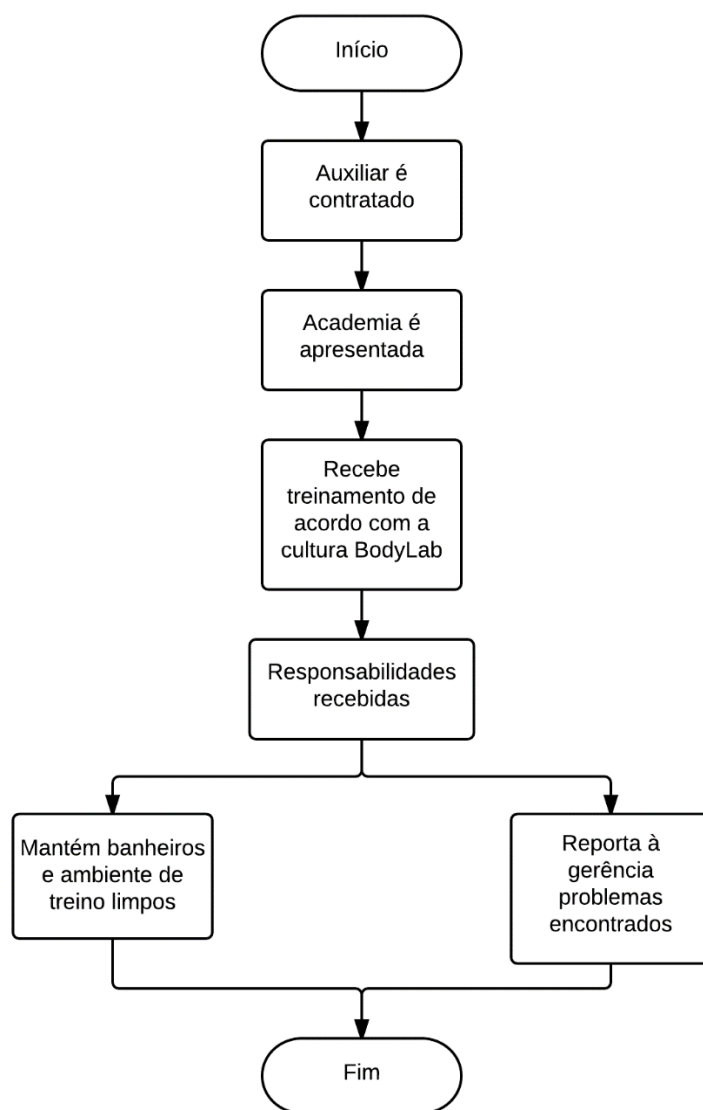 Início
Auxiliar é
contratado
Academia é
apresentada
Recebe
treinamento de
acordo com a
cultura BodyLab
Responsabilidades
recebidas
Mantém banheiros
e ambiente de
treino limpos
Reporta à
gerência
problemas
encontrados
Fim